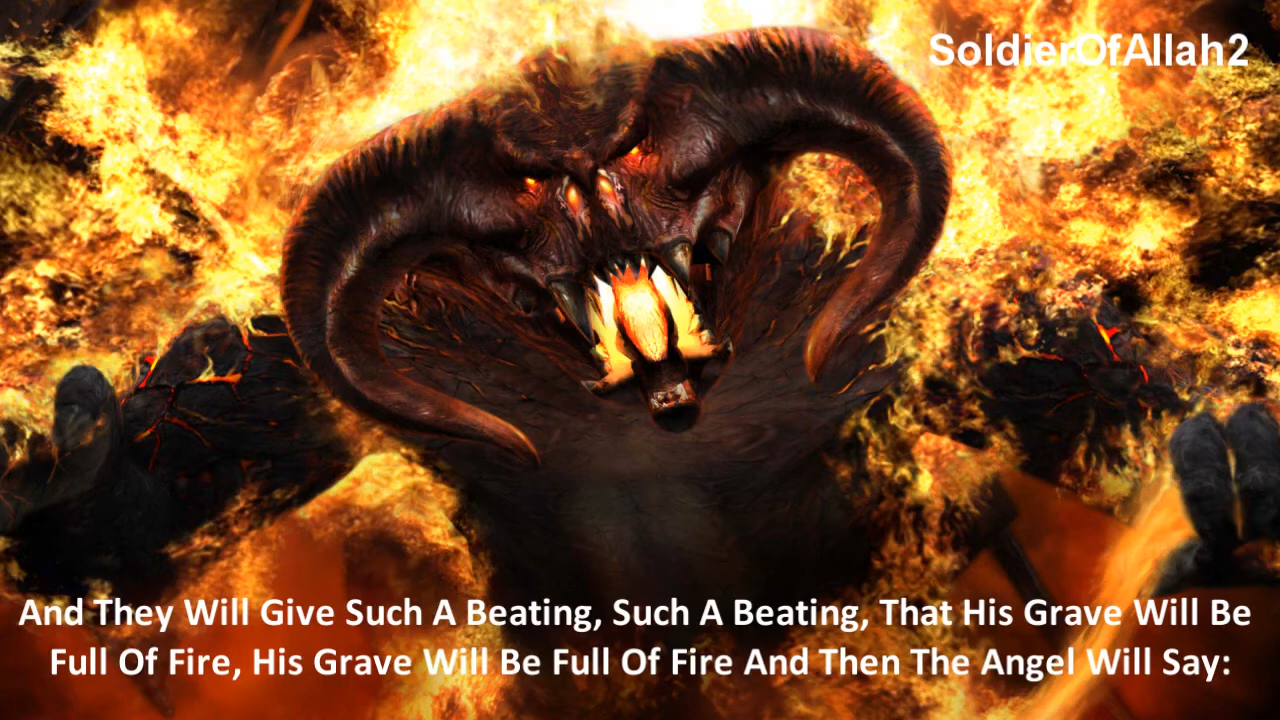 SoldierOfAllah2
And They Will Give Such A Beating, Such A Beating, That His Grave Will Be
Full Of Fire, His Grave Will Be Full Of Fire And Then The Angel Will Say: